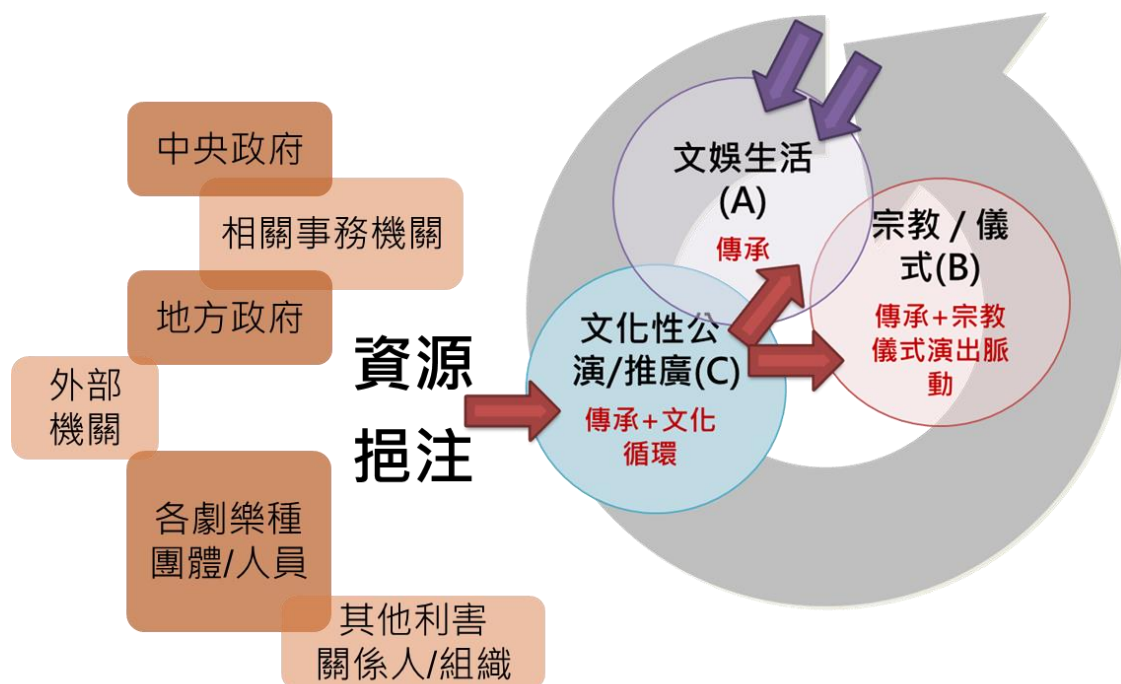 中央政府
相關事務機關
地方政府
外部
機關
各劇樂種
團體/人員
其他利害
關係人/組織
資源
挹注
文娛生活
(A)
傳承
宗教 / 儀
式(B)
傳承+宗教
儀式演出脈
動
文化性公
演/推廣(C)
傳承+文化
循環